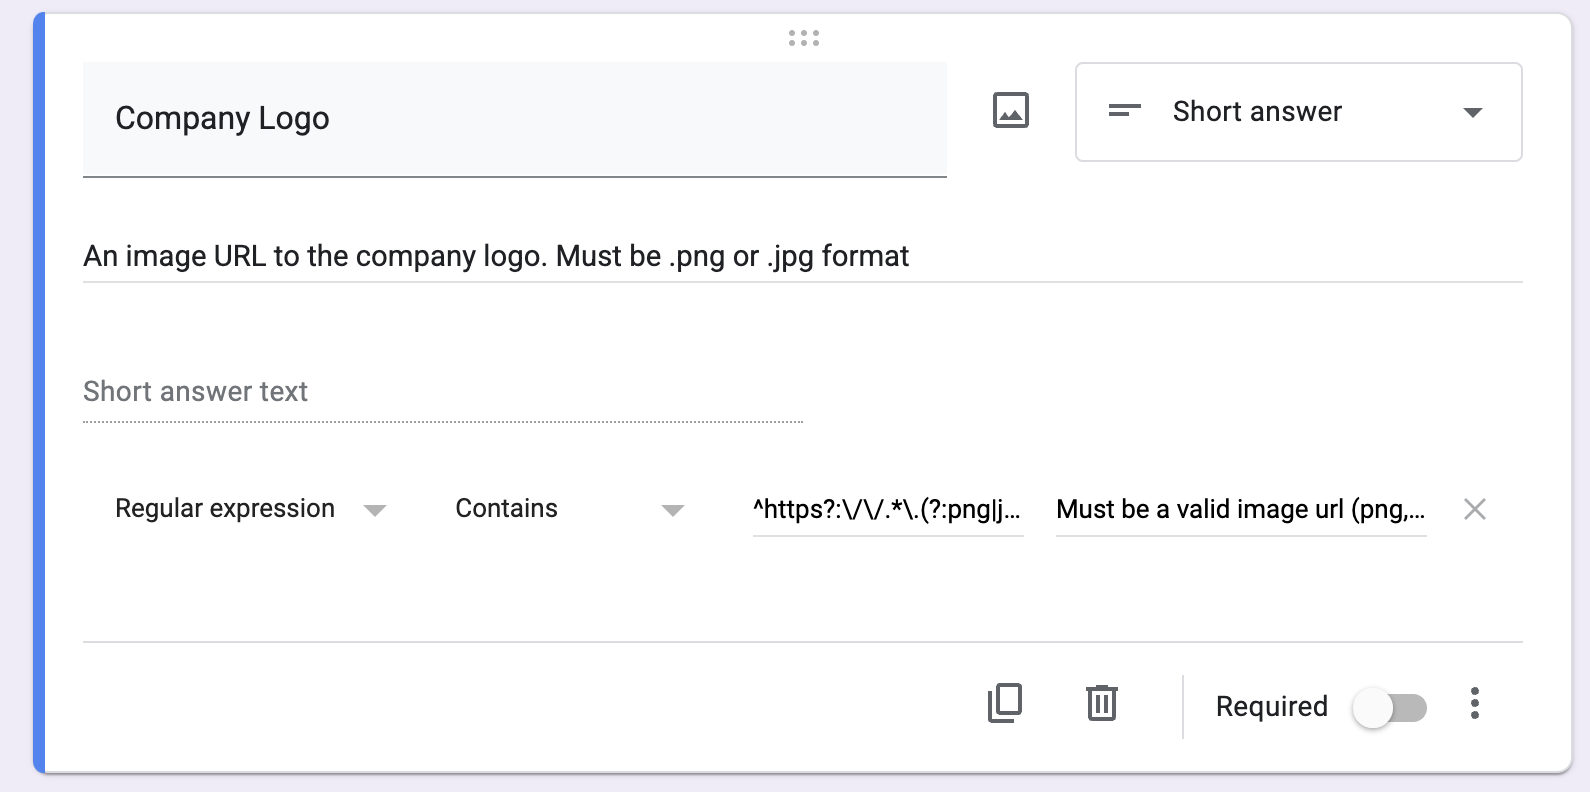 Company Logo
Short answer
An image URL to the company logo. Must be .png or .jpg format
Short answer text
Regular expression
Contains
^https?:\/\/.*\.(?:png|j...
Must be a valid image url (png,...
Required